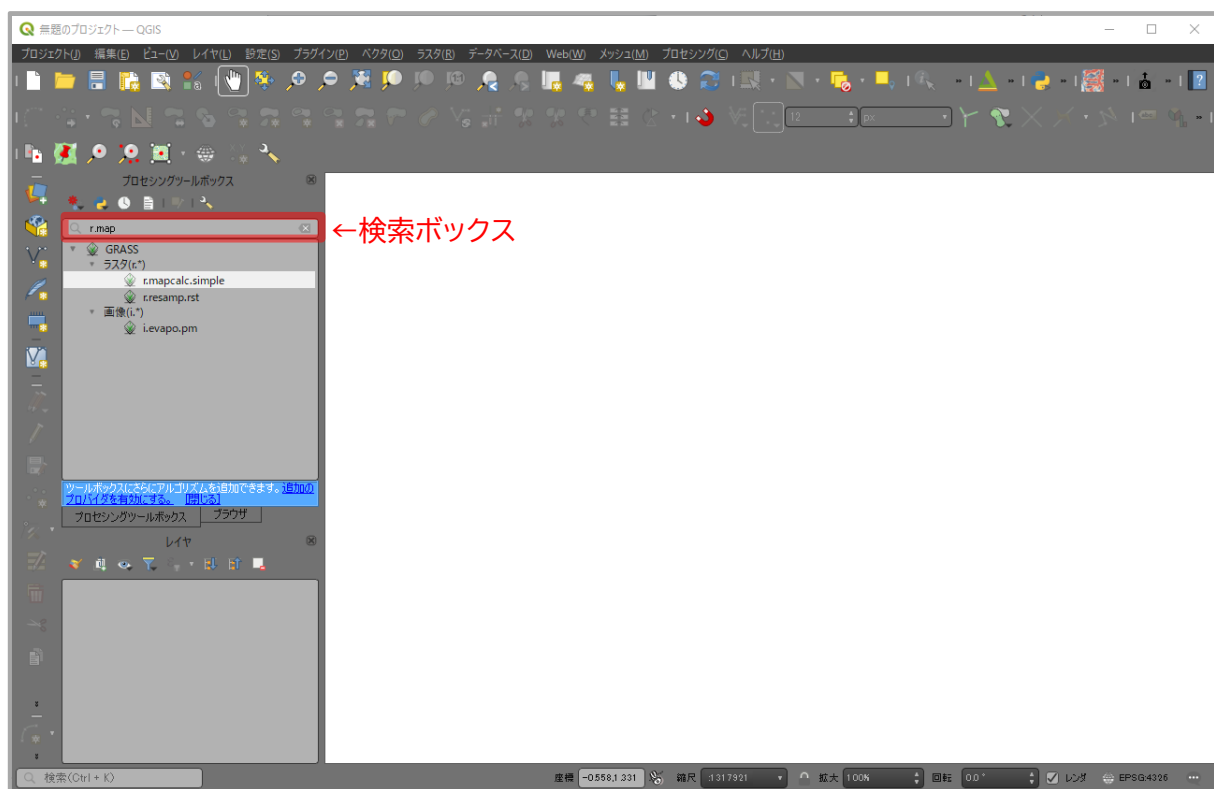 無題のプロジェクト — QGIS
プロジェクト(J) 編集(E) ビュー(V) レイヤ(L) 設定(S) プラグイン(P) ベクタ(O) ラスタ(R) データベース(D) Web(W) メッシュ(M) プロセシング(C) ヘルプ(H)
12 px
プロセシングツールボックス
r.map
←検索ボックス
GRASS
ラスタ(r.*)
r.mapcalc.simple
r.resamp.rst
画像(i.*)
i.evapo.pm
ツールボックスにさらにアルゴリズムを追加できます。追加の
プロバイダを有効にする。 [閉じる]
プロセシングツールボックス ブラウザ
レイヤ
検索(Ctrl + K) 座標 -0.558,1.331 縮尺 :1317921 拡大 100% 回転 0.0° レンダ EPSG:4326